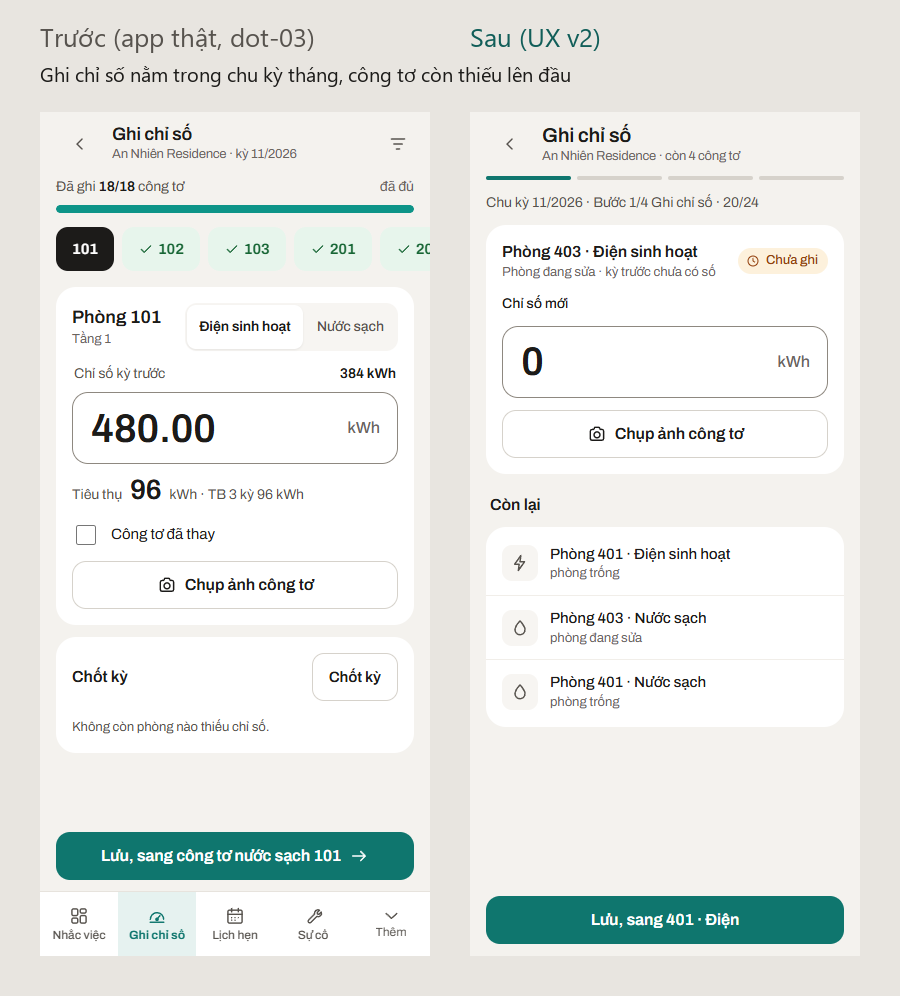 Trước (app thật, dot-03)
Sau (UX v2)
Ghi chỉ số nằm trong chu kỳ tháng, công tơ còn thiếu lên đầu
Ghi chỉ số
An Nhiên Residence · kỳ 11/2026
Đã ghi 18/18 công tơ
đã đủ
101
102
103
201
20
Phòng 101
Tầng 1
Điện sinh hoạt
Nước sạch
Chỉ số kỳ trước
384 kWh
480.00
kWh
Tiêu thụ 96 kWh · TB 3 kỳ 96 kWh
Công tơ đã thay
Chụp ảnh công tơ
Chốt kỳ
Chốt kỳ
Không còn phòng nào thiếu chỉ số.
Lưu, sang công tơ nước sạch 101
Nhắc việc
Ghi chỉ số
Lịch hẹn
Sự cố
Thêm
Ghi chỉ số
An Nhiên Residence · còn 4 công tơ
Chu kỳ 11/2026 · Bước 1/4 Ghi chỉ số · 20/24
Phòng 403 · Điện sinh hoạt
Phòng đang sửa · kỳ trước chưa có số
Chưa ghi
Chỉ số mới
0
kWh
Chụp ảnh công tơ
Còn lại
Phòng 401 · Điện sinh hoạt
phòng trống
Phòng 403 · Nước sạch
phòng đang sửa
Phòng 401 · Nước sạch
phòng trống
Lưu, sang 401 · Điện